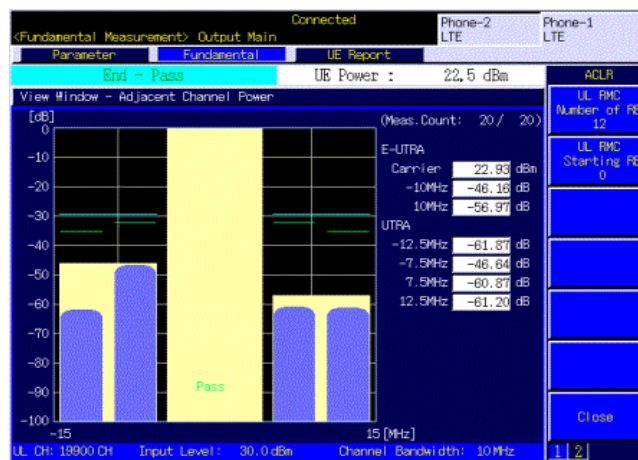 Connected
<Fundamental Measurement> Output Main
Phone-2
LTE
Phone-1
LTE
Parameter
Fundamental
UE Report
End - Pass
UE Power : 22.5 dBm
ACLR
View Window - Adjacent Channel Power
UL RMC
Number of RB
12
UL RMC
Starting RB
0
Close
1 2
[dB]
(Meas.Count: 20/ 20)
0
-10
-20
-30
-40
-50
-60
-70
-80
-90
-100
E-UTRA
Carrier 22.93 dBm
-10MHz -46.16 dB
10MHz -56.97 dB
UTRA
-12.5MHz -61.87 dB
-7.5MHz -46.64 dB
7.5MHz -60.87 dB
12.5MHz -61.20 dB
Pass
-15
15 [MHz]
UL CH: 19900 CH Input Level: 30.0 dBm Channel Bandwidth: 10 MHz